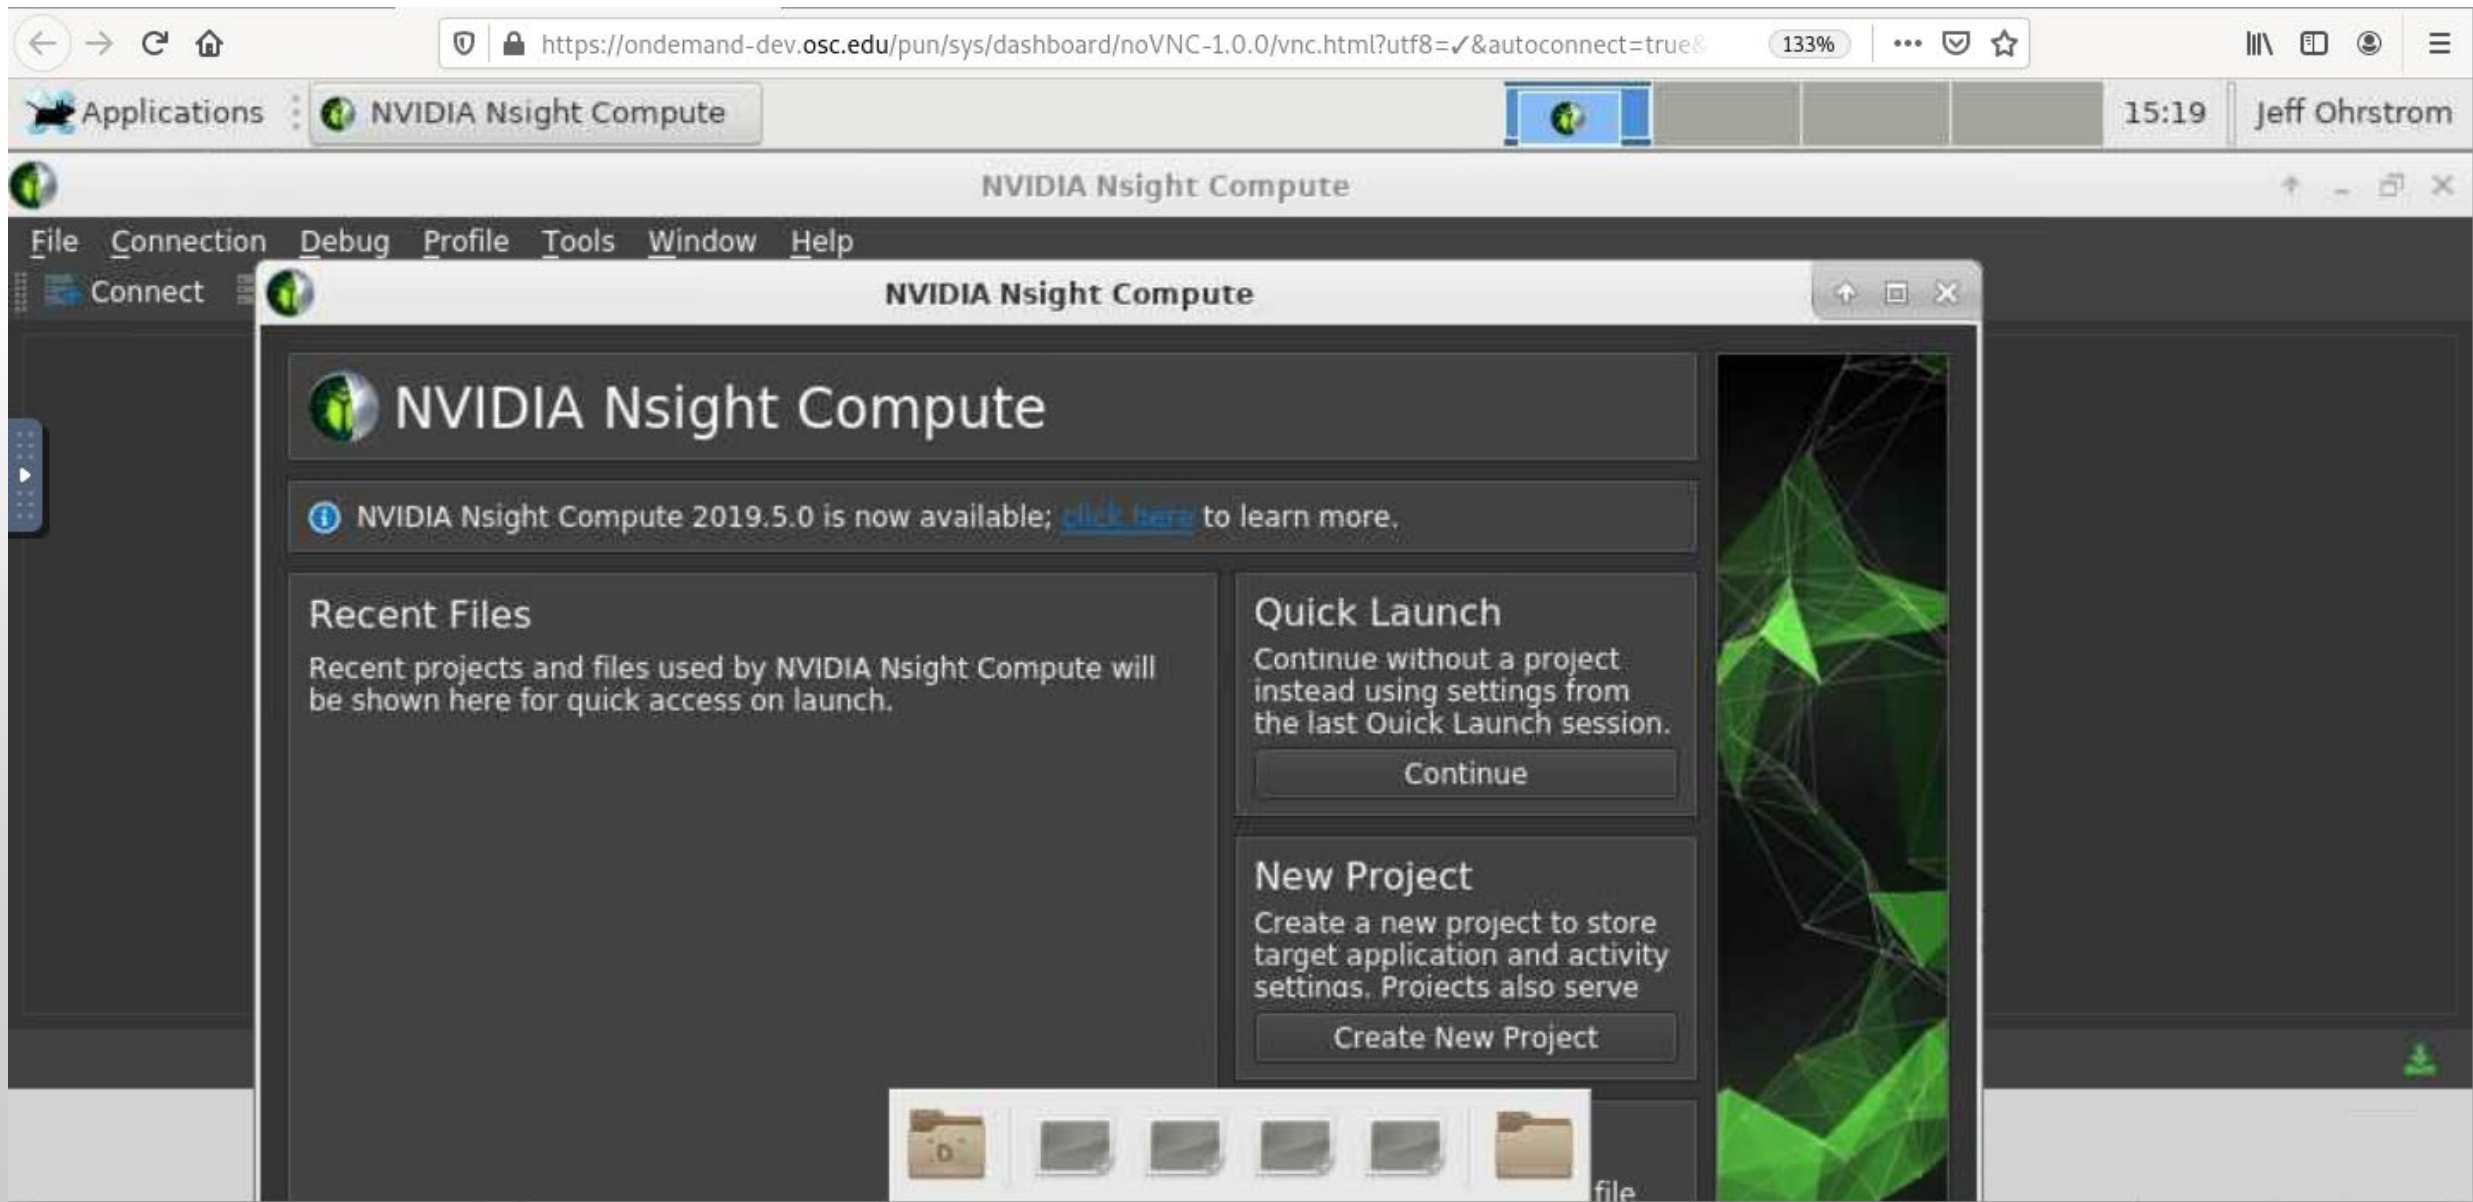 https://ondemand-dev.osc.edu/pun/sys/dashboard/noVNC-1.0.0/vnc.html?utf8=✓&autoconnect=true&
133%
Applications
NVIDIA Nsight Compute
15:19
Jeff Ohrstrom
NVIDIA Nsight Compute
File Connection Debug Profile Tools Window Help
Connect
NVIDIA Nsight Compute
NVIDIA Nsight Compute
NVIDIA Nsight Compute 2019.5.0 is now available; click here to learn more.
Recent Files
Recent projects and files used by NVIDIA Nsight Compute will
be shown here for quick access on launch.
Quick Launch
Continue without a project
instead using settings from
the last Quick Launch session.
Continue
New Project
Create a new project to store
target application and activity
settings. Projects also serve
Create New Project
D
file